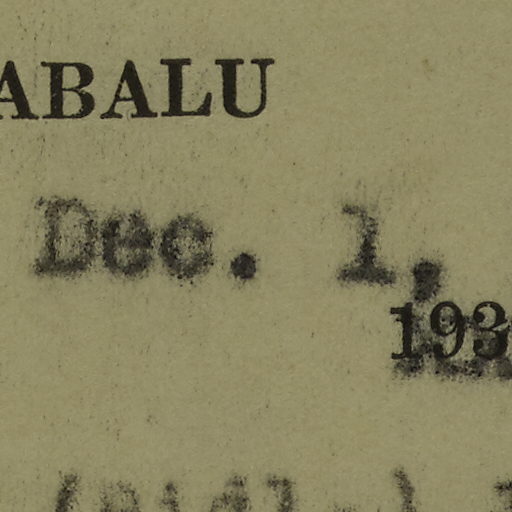 ABALU
Dec. 1,
193